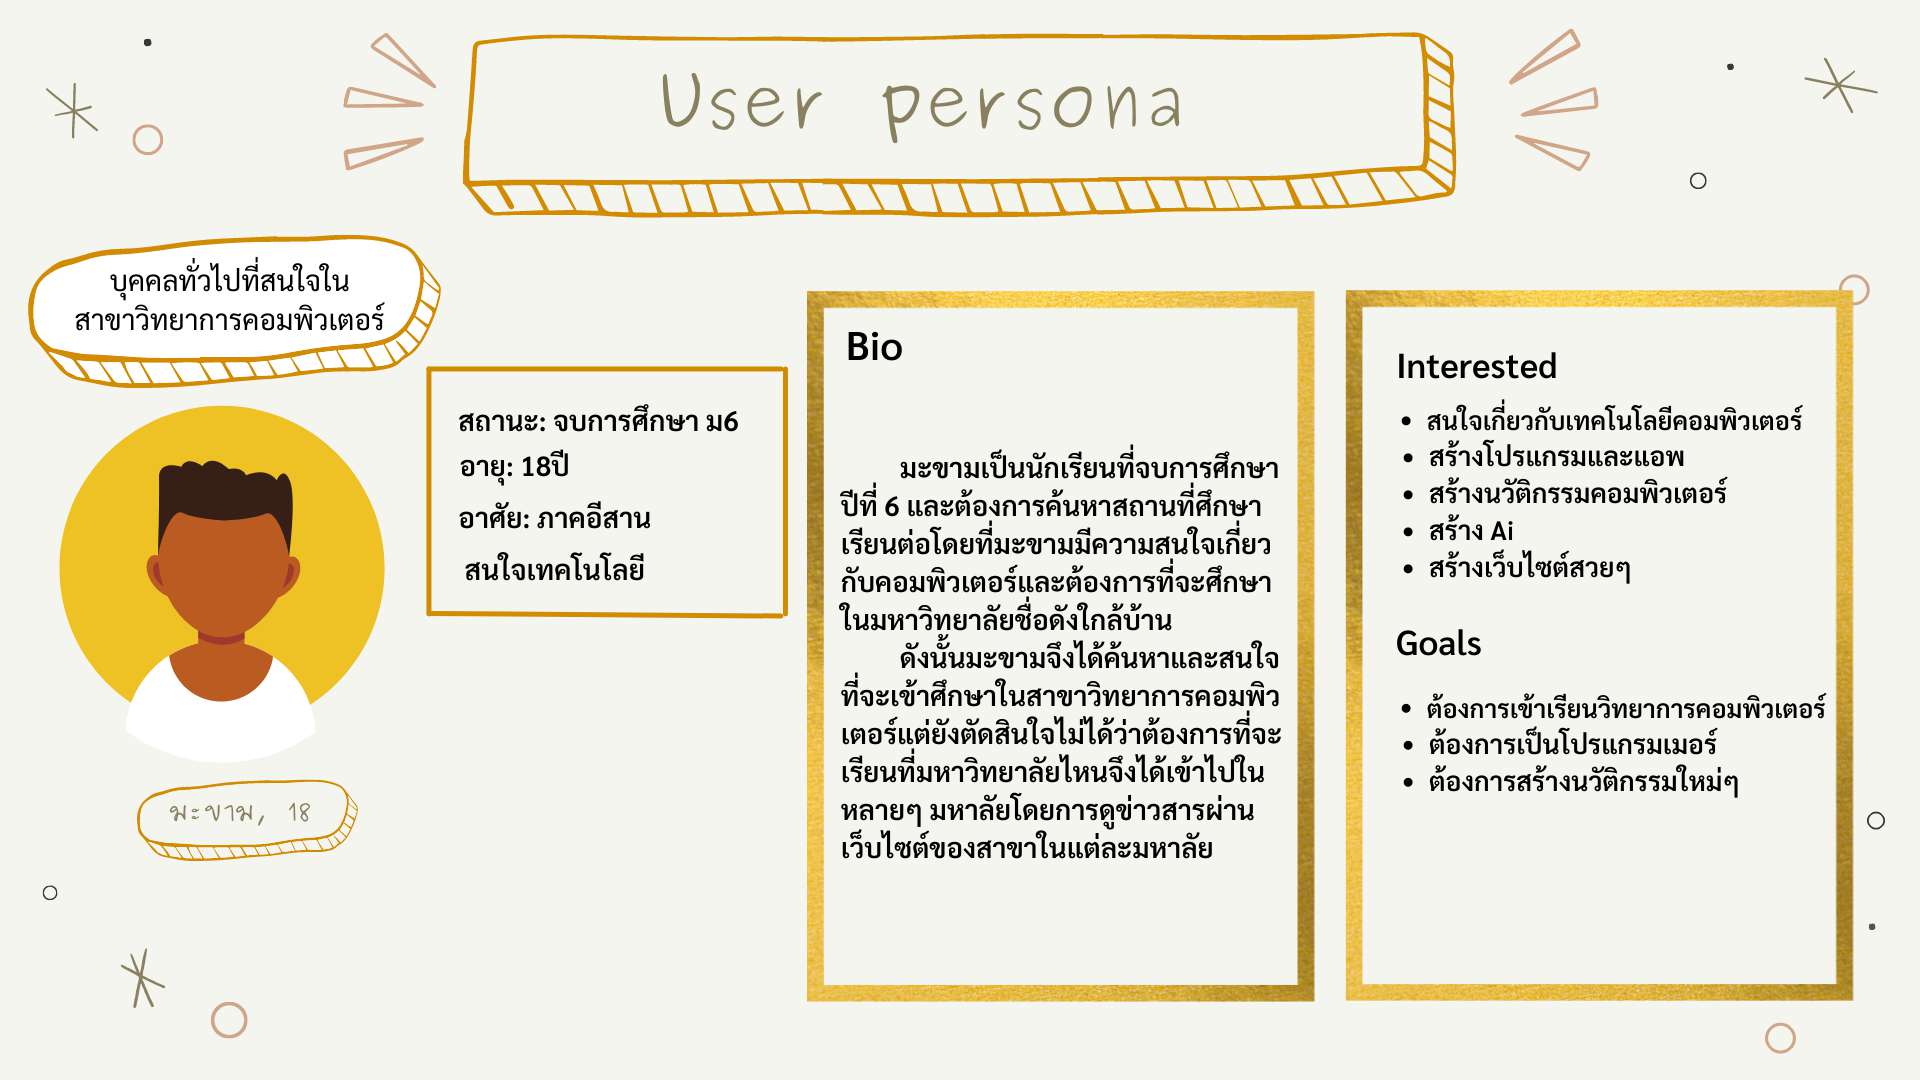 User persona
บุคคลทั่วไปที่สนใจใน
สาขาวิทยาการคอมพิวเตอร์
มะขาม, 18
สถานะ: จบการศึกษา ม6
อายุ: 18ปี
อาศัย: ภาคอีสาน
สนใจเทคโนโลยี
Bio
มะขามเป็นนักเรียนที่จบการศึกษา
ปีที่ 6 และต้องการค้นหาสถานที่ศึกษา
เรียนต่อโดยที่มะขามมีความสนใจเกี่ยว
กับคอมพิวเตอร์และต้องการที่จะศึกษา
ในมหาวิทยาลัยชื่อดังใกล้บ้าน
ดังนั้นมะขามจึงได้ค้นหาและสนใจ
ที่จะเข้าศึกษาในสาขาวิทยาการคอมพิว
เตอร์แต่ยังตัดสินใจไม่ได้ว่าต้องการที่จะ
เรียนที่มหาวิทยาลัยไหนจึงได้เข้าไปใน
หลายๆ มหาลัยโดยการดูข่าวสารผ่าน
เว็บไซต์ของสาขาในแต่ละมหาลัย
Interested
• สนใจเกี่ยวกับเทคโนโลยีคอมพิวเตอร์
• สร้างโปรแกรมและแอพ
• สร้างนวัติกรรมคอมพิวเตอร์
• สร้าง Ai
• สร้างเว็บไซต์สวยๆ
Goals
• ต้องการเข้าเรียนวิทยาการคอมพิวเตอร์
• ต้องการเป็นโปรแกรมเมอร์
• ต้องการสร้างนวัติกรรมใหม่ๆ